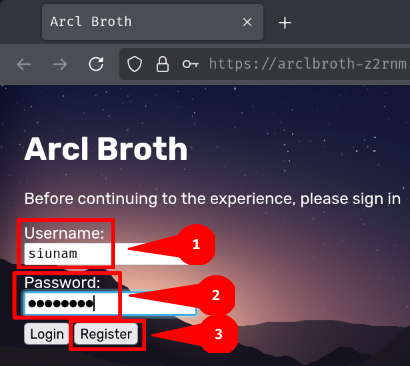 Arcl Broth
https://arclbroth-z2rnm
Arcl Broth
Before continuing to the experience, please sign in
Username:
siunam
1
Password:
●●●●●●●●
2
Login Register
3